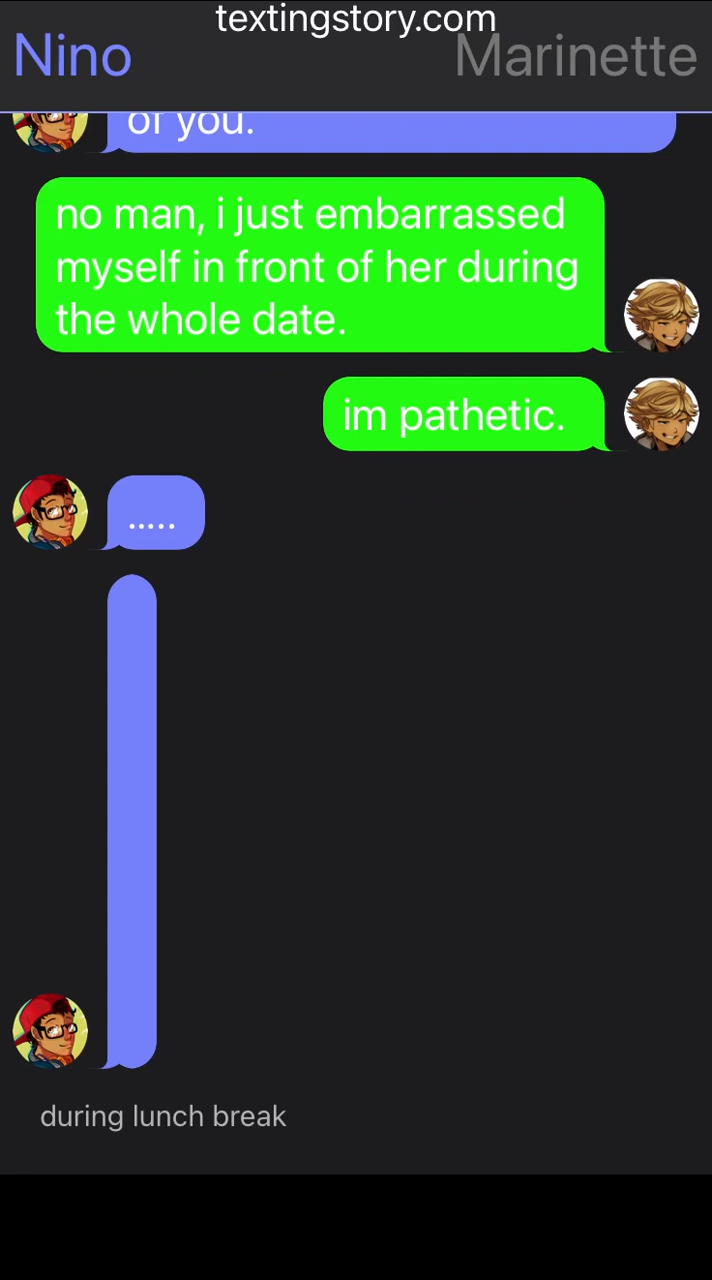 textingstory.com
Nino
Marinette
of you.
no man, i just embarrassed
myself in front of her during
the whole date.
im pathetic.
.....
during lunch break